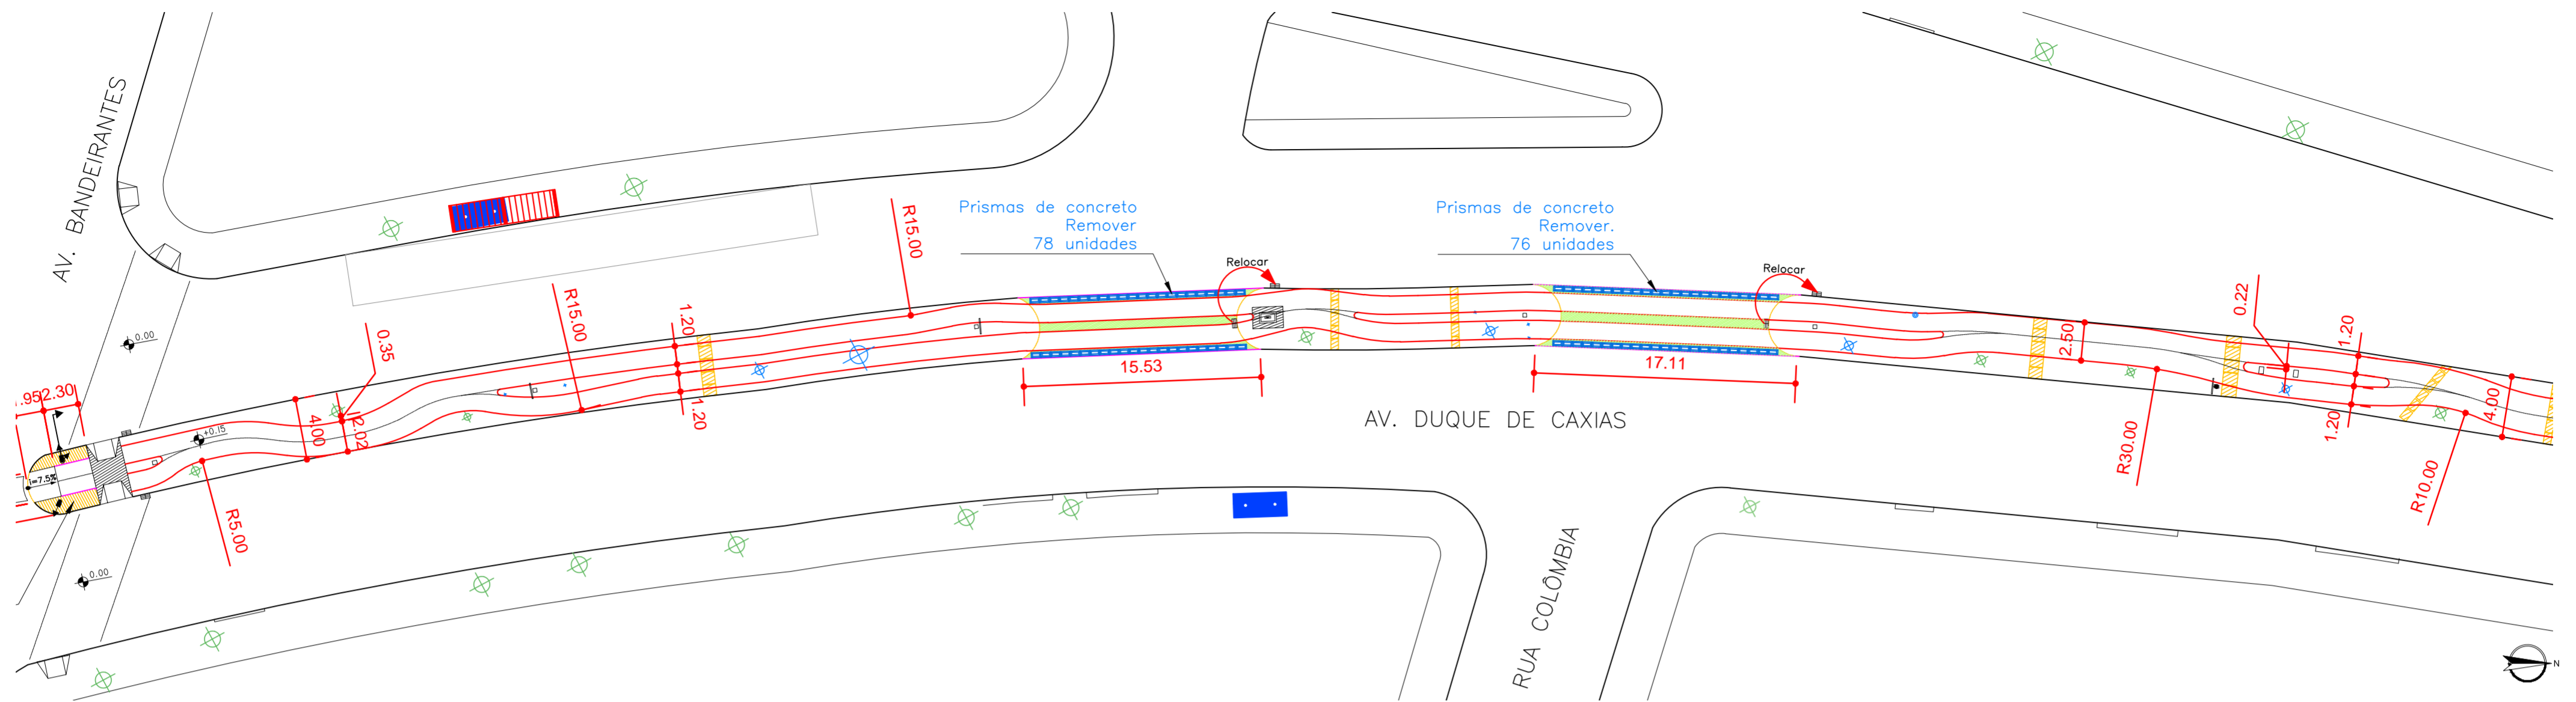 AV. BANDEIRANTES
0.00
0.35
R15.00
1.20
R15.00
Prismas de concreto
Remover
78 unidades
Relocar
Prismas de concreto
Remover.
76 unidades
Relocar
0.22
1.20
2.50
.95
2.30
+0.15
4.00
2.02
1.20
15.53
17.11
AV. DUQUE DE CAXIAS
i=7.5%
R5.00
0.00
R30.00
1.20
R10.00
4.00
RUA COLÔMBIA
N